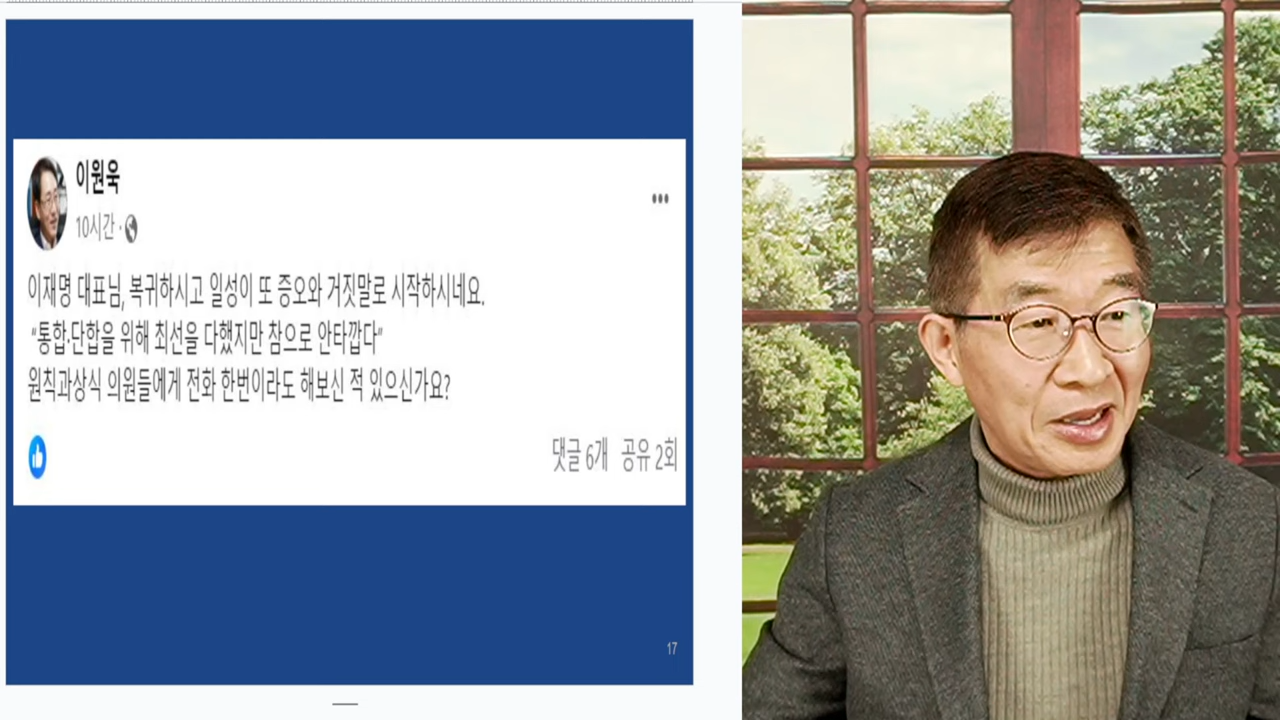 이원욱
10시간 ·
이재명 대표님, 복귀하시고 일성이 또 증오와 거짓말로 시작하시네요.
“통합·단합을 위해 최선을 다했지만 참으로 안타깝다”
원칙과상식 의원들에게 전화 한번이라도 해보신 적 있으신가요?
댓글 6개 공유 2회
17